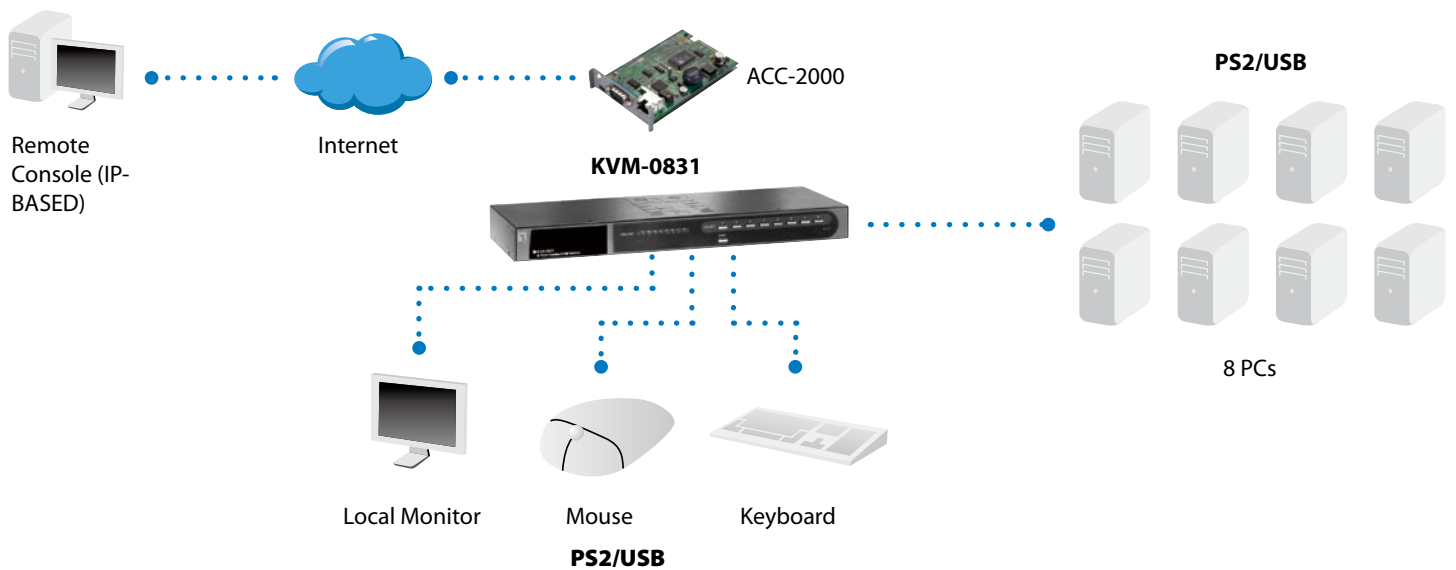 PS2/USB
ACC-2000
Remote
Console (IP-
BASED)
Internet
KVM-0831
8 PCs
Local Monitor
Mouse
Keyboard
PS2/USB